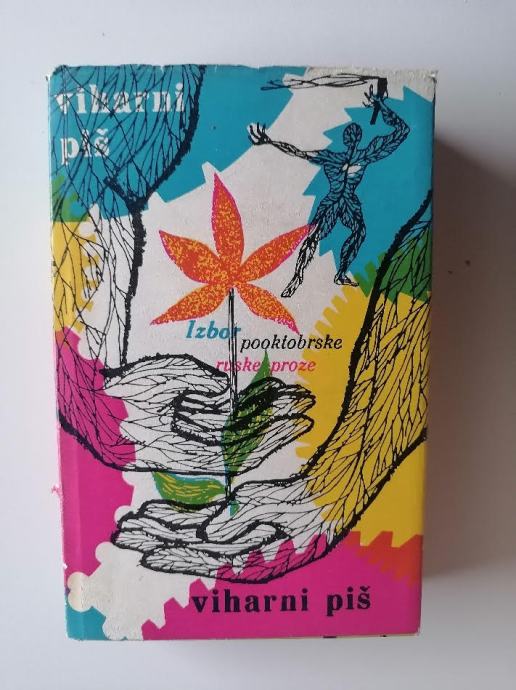 viharni
piš
Izbor
pooktobrske
ruske proze
viharni piš